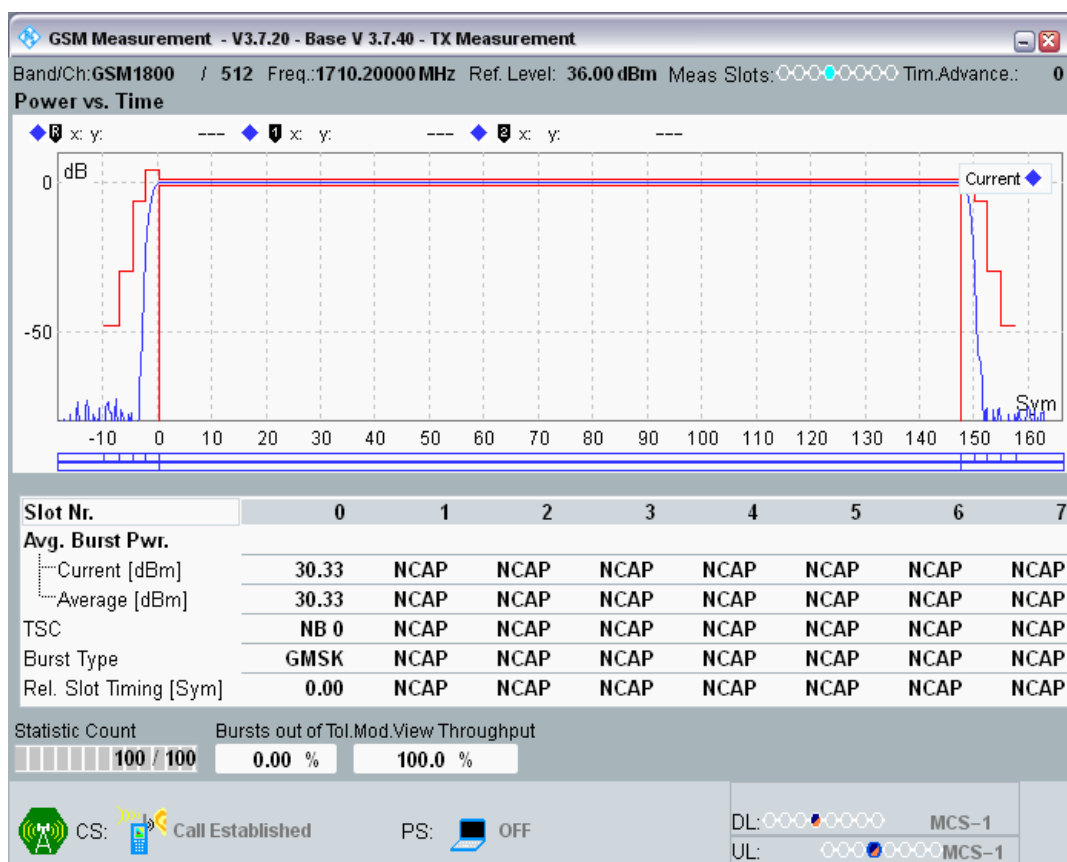 GSM Measurement - V3.7.20 - Base V 3.7.40 - TX Measurement
Band/Ch:GSM1800 / 512 Freq.:1710.20000 MHz Ref. Level: 36.00 dBm Meas Slots: Tim.Advance.: 0
Power vs. Time
R x: y: --- 1 x: y: --- 2 x: y: ---
dB
Current
0
-50
Sym
-10 0 10 20 30 40 50 60 70 80 90 100 110 120 130 140 150 160
Slot Nr. 0 1 2 3 4 5 6 7
Avg. Burst Pwr.
Current [dBm] 30.33 NCAP NCAP NCAP NCAP NCAP NCAP NCAP
Average [dBm] 30.33 NCAP NCAP NCAP NCAP NCAP NCAP NCAP
TSC NB 0 NCAP NCAP NCAP NCAP NCAP NCAP NCAP
Burst Type GMSK NCAP NCAP NCAP NCAP NCAP NCAP NCAP
Rel. Slot Timing [Sym] 0.00 NCAP NCAP NCAP NCAP NCAP NCAP NCAP
Statistic Count Bursts out of Tol. Mod.View Throughput
100 / 100 0.00 % 100.0 %
CS: Call Established PS: OFF
DL: MCS-1
UL: MCS-1